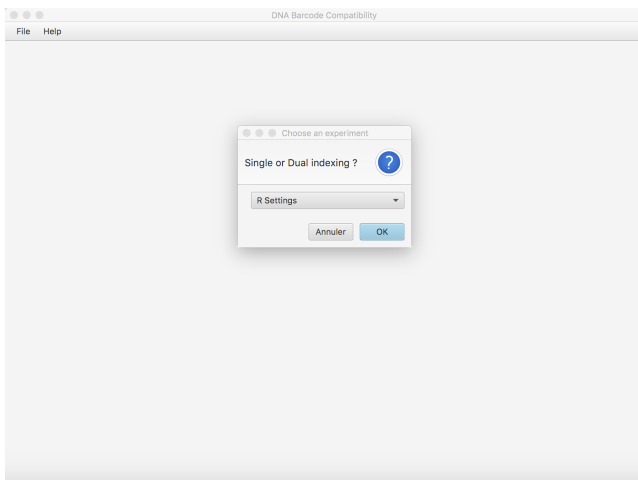 DNA Barcode Compatibility
File Help
Choose an experiment
Single or Dual indexing ?
?
R Settings
Annuler OK